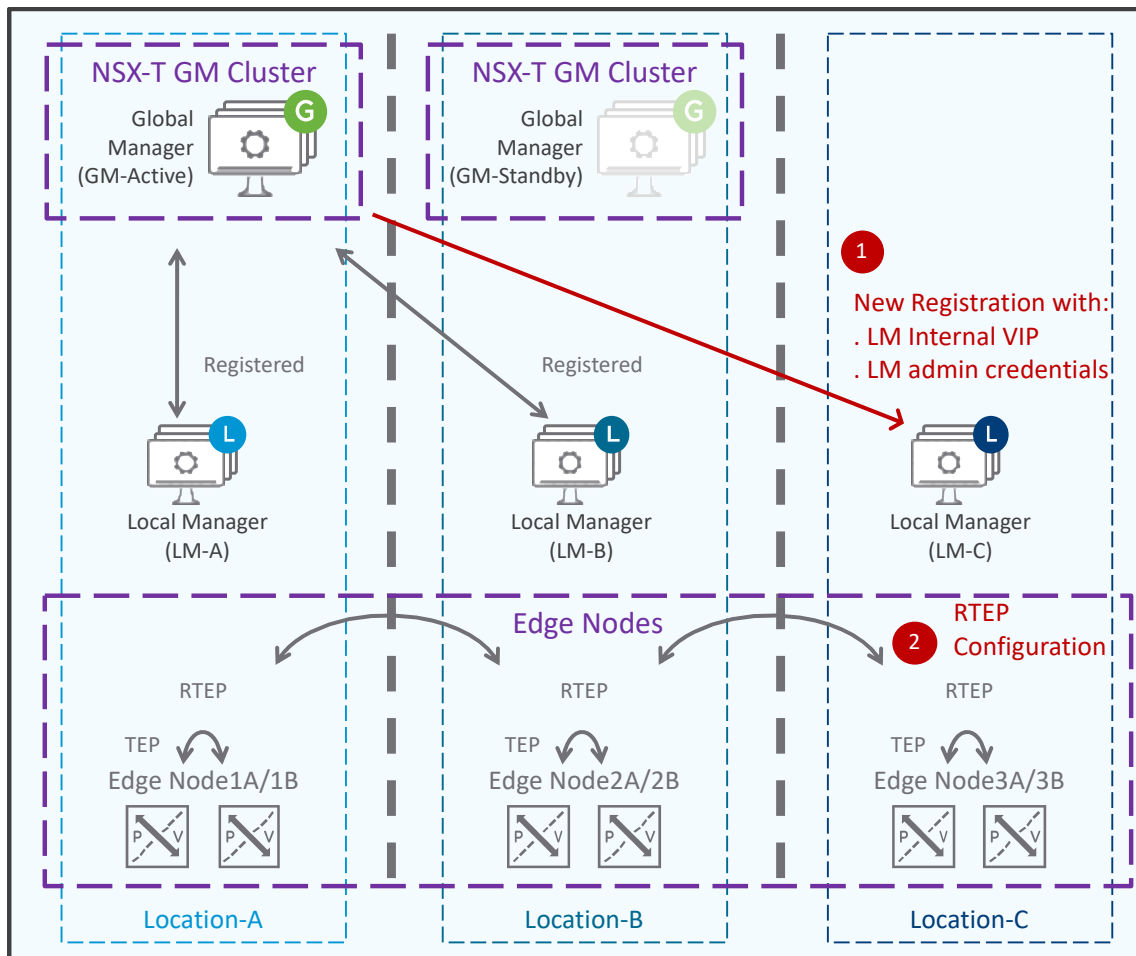 NSX-T GM Cluster
Global
Manager
(GM-Active)
G
NSX-T GM Cluster
Global
Manager
(GM-Standby)
G
1
New Registration with:
. LM Internal VIP
. LM admin credentials
Registered
Registered
L
Local Manager
(LM-A)
L
Local Manager
(LM-B)
L
Local Manager
(LM-C)
Edge Nodes
2
RTEP
Configuration
RTEP
RTEP
RTEP
TEP
Edge Node1A/1B
P V
P V
TEP
Edge Node2A/2B
P V
P V
TEP
Edge Node3A/3B
P V
P V
Location-A
Location-B
Location-C